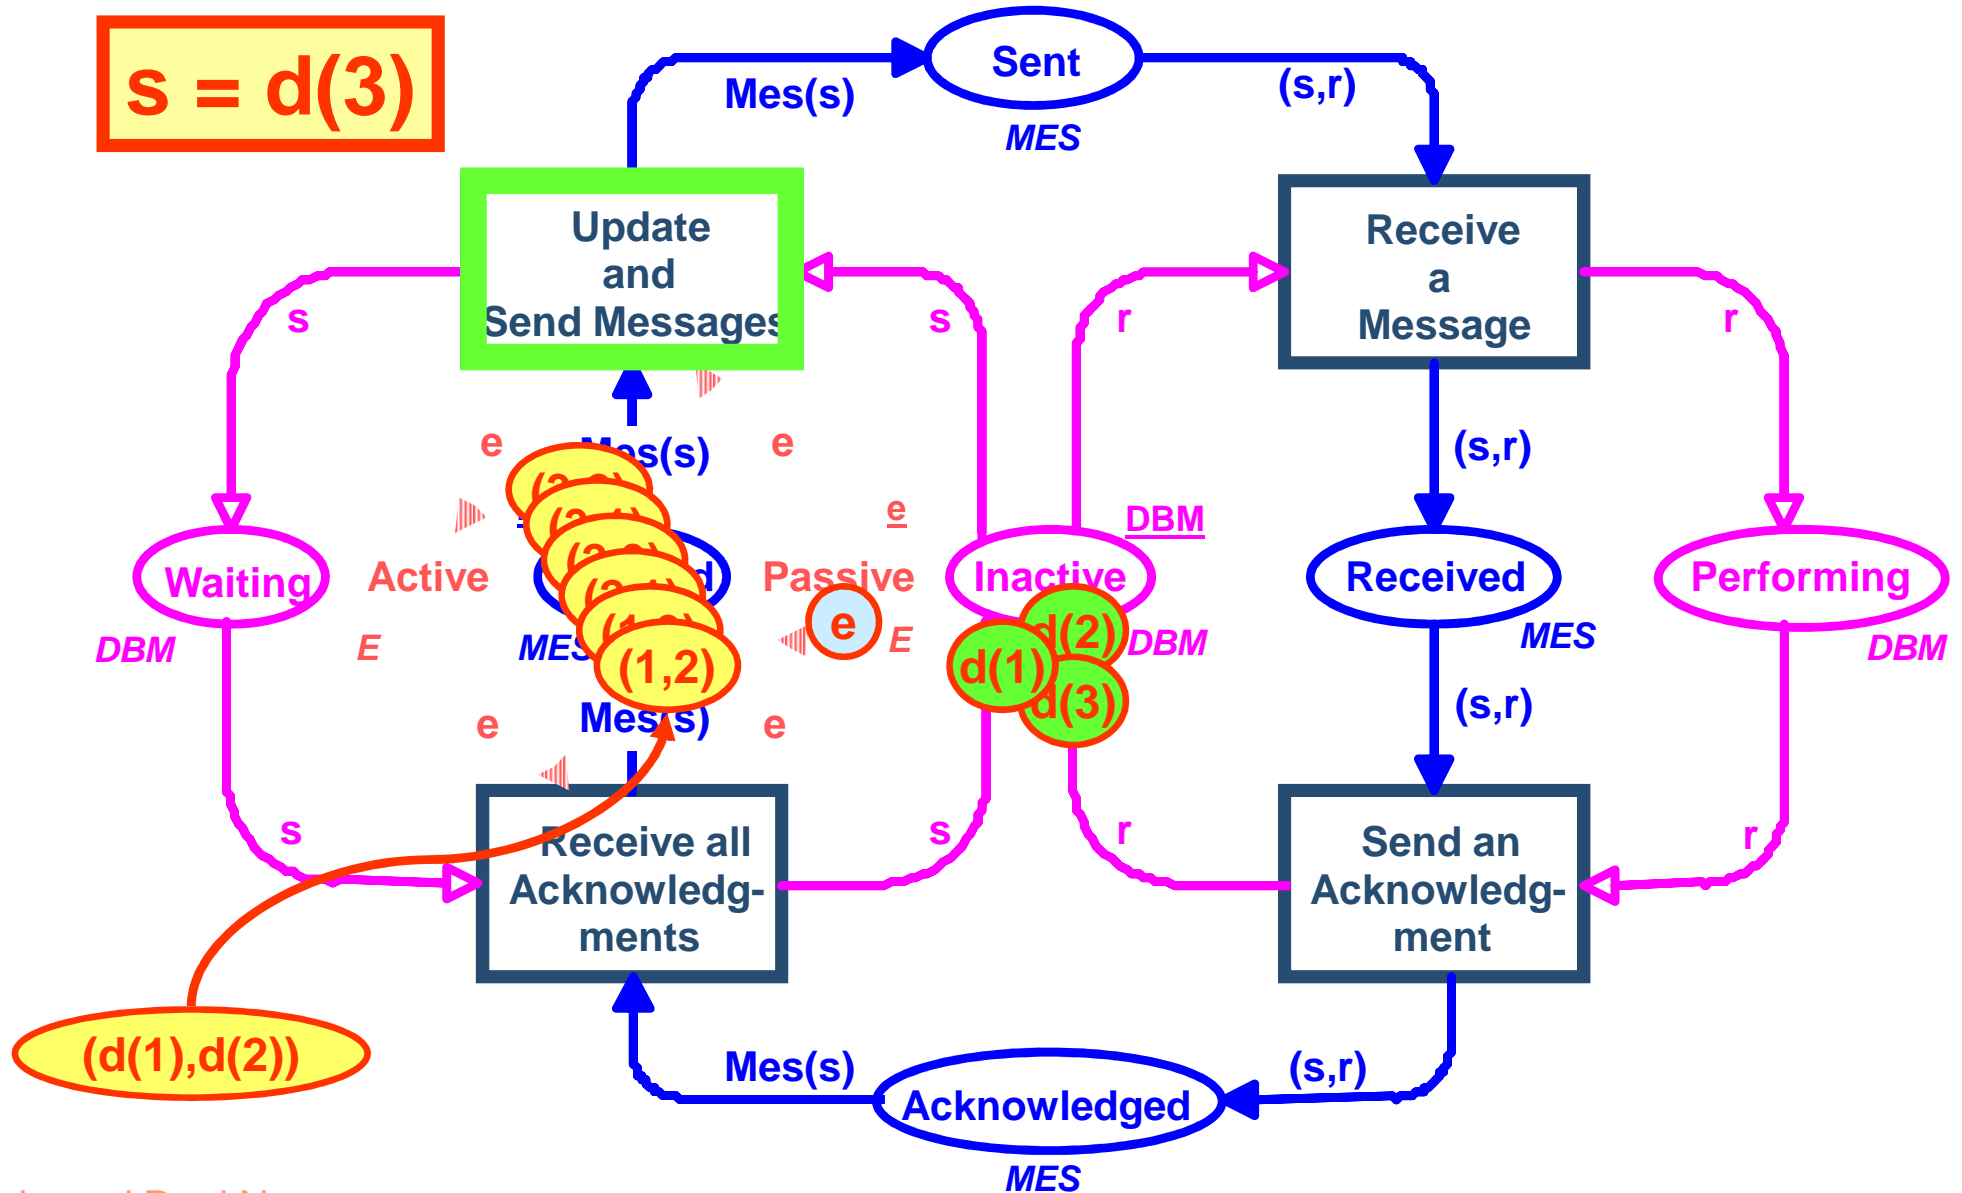 s = d(3)
Sent
Mes(s)
(s,r)
MES
Update
and
Send Messages
Receive
a
Message
s
s
r
r
e
Mes(s)
e
(s,r)
e
DBM
Waiting
Active
Passive
Inactive
Received
Performing
e
d(2)
d(1)
d(3)
(1,2)
DBM
E
MES
E
DBM
MES
DBM
e
Mes(s)
e
(s,r)
s
s
r
r
Receive all
Acknowledg-
ments
Send an
Acknowledg-
ment
(d(1),d(2))
Mes(s)
(s,r)
Acknowledged
MES